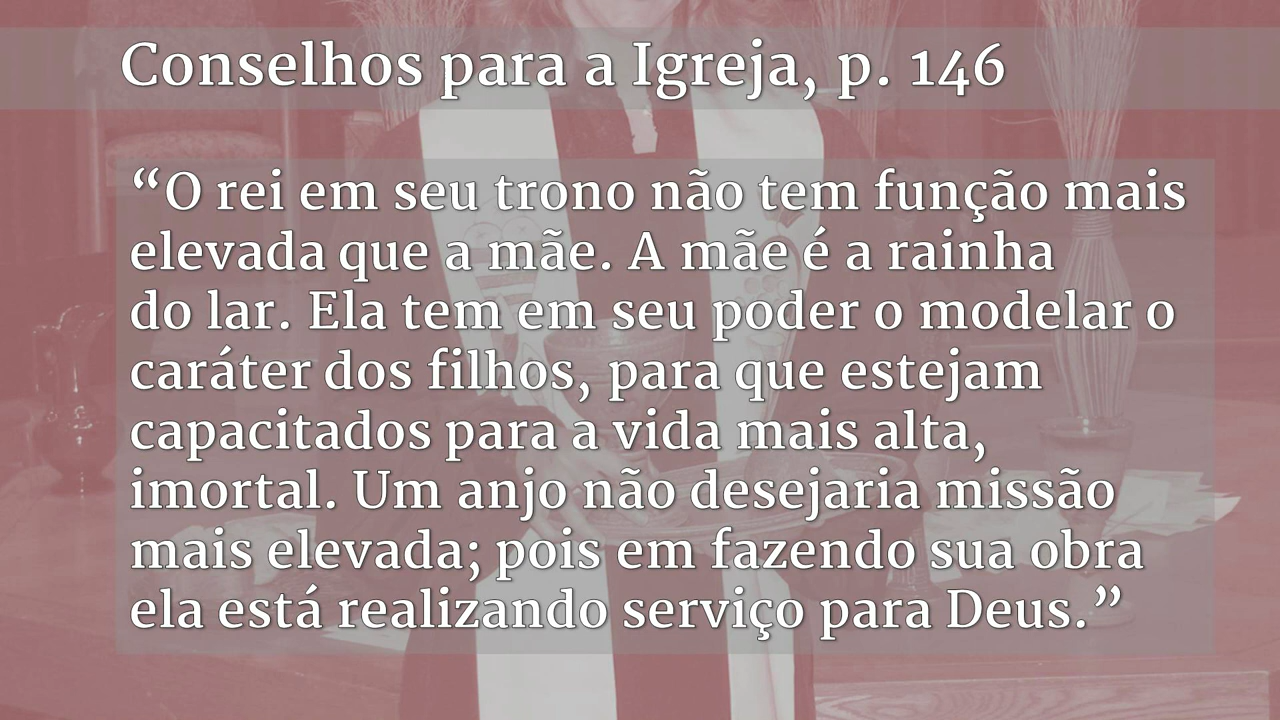 Conselhos para a Igreja, p. 146
“O rei em seu trono não tem função mais
elevada que a mãe. A mãe é a rainha
do lar. Ela tem em seu poder o modelar o
caráter dos filhos, para que estejam
capacitados para a vida mais alta,
imortal. Um anjo não desejaria missão
mais elevada; pois em fazendo sua obra
ela está realizando serviço para Deus.”